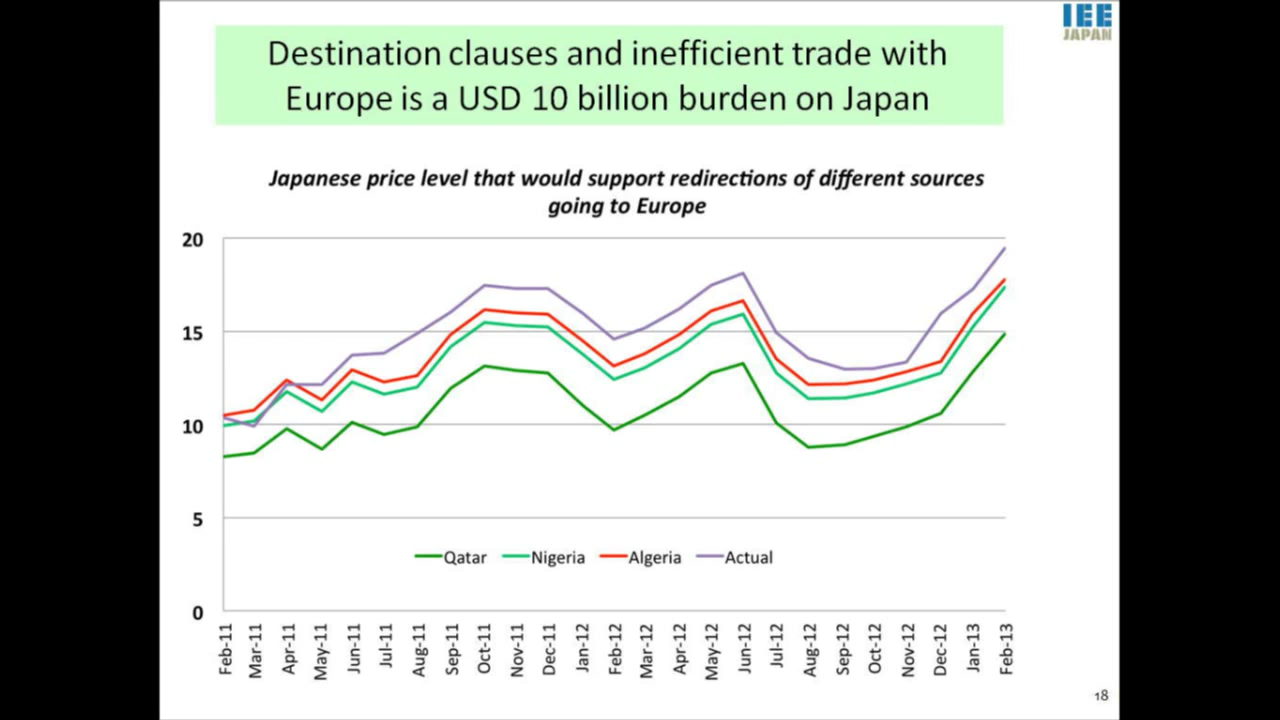 IEE
JAPAN
Destination clauses and inefficient trade with
Europe is a USD 10 billion burden on Japan
Japanese price level that would support redirections of different sources
going to Europe
20
15
10
5
0
Qatar Nigeria Algeria Actual
Feb-11 Mar-11 Apr-11 May-11 Jun-11 Jul-11 Aug-11 Sep-11 Oct-11 Nov-11 Dec-11 Jan-12 Feb-12 Mar-12 Apr-12 May-12 Jun-12 Jul-12 Aug-12 Sep-12 Oct-12 Nov-12 Dec-12 Jan-13 Feb-13
18